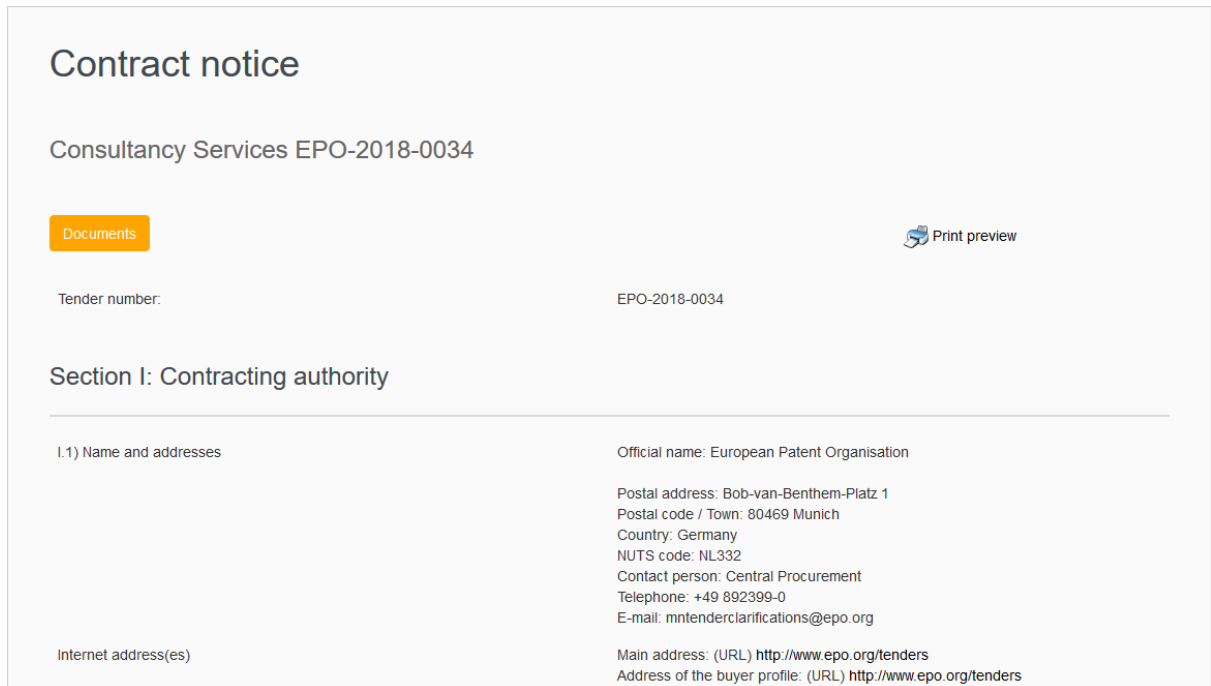 Contract notice
Consultancy Services EPO-2018-0034
Documents
Print preview
Tender number:
EPO-2018-0034
Section I: Contracting authority
I.1) Name and addresses
Official name: European Patent Organisation
Postal address: Bob-van-Benthem-Platz 1
Postal code / Town: 80469 Munich
Country: Germany
NUTS code: NL332
Contact person: Central Procurement
Telephone: +49 892399-0
E-mail: mntenderclarifications@epo.org
Internet address(es)
Main address: (URL) http://www.epo.org/tenders
Address of the buyer profile: (URL) http://www.epo.org/tenders